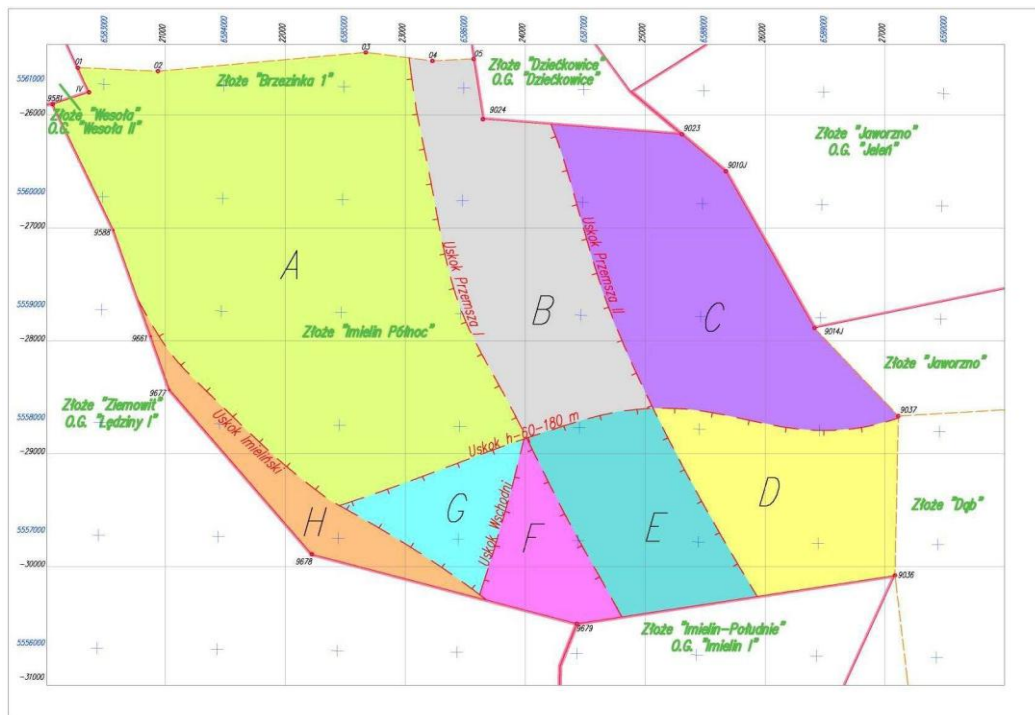 6583000
21000
6584000
22000
6585000
23000
6586000
24000
6587000
25000
6588000
26000
6589000
27000
6590000
5561000
-26000
5560000
-27000
5559000
-28000
5558000
-29000
5557000
-30000
5556000
-31000
01
02
03
04
05
IV
9581
Złoże "Brzezinka 1"
Złoże "Dziećkowice"
O.G. "Dziećkowice"
Złoże "Wesoła"
O.G. "Wesoła II"
9024
9023
Złoże "Jaworzno"
O.G. "Jeleń"
9010J
9588
Uskok Przemsza I
Uskok Przemsza II
A
B
C
Złoże "Imielin Północ"
9014J
9661
Złoże "Jaworzno"
9677
Złoże "Ziemowit"
O.G. "Lędziny I"
Uskok Imieliński
Uskok h~50-180 m
9037
D
Złoże "Dąb"
G
Uskok Wschodni
F
E
H
9678
9036
9679
Złoże "Imielin-Południe"
O.G. "Imielin I"